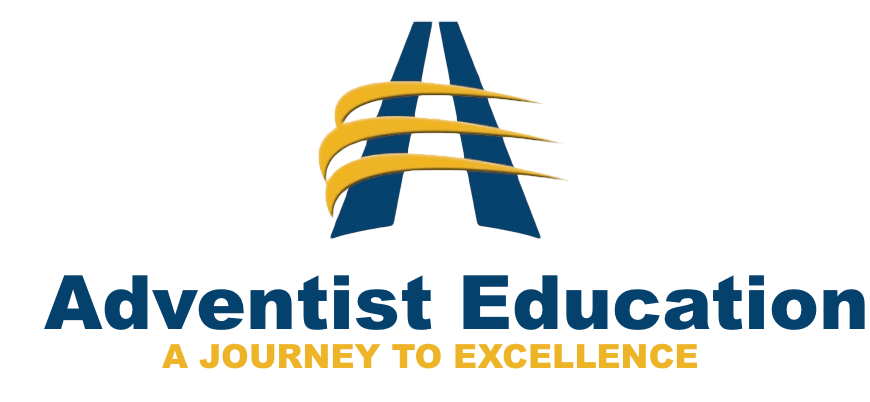 Adventist Education
A JOURNEY TO EXCELLENCE